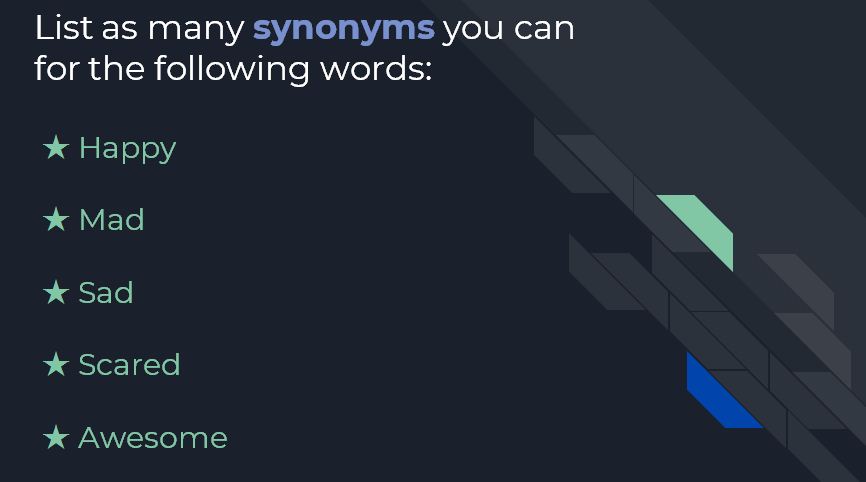 List as many synonyms you can
for the following words:
★ Happy
★ Mad
★ Sad
★ Scared
★ Awesome